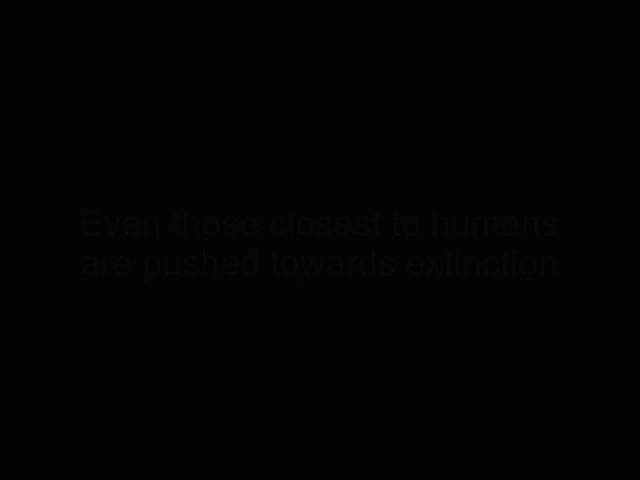 Even those closest to humans
are pushed towards extinction